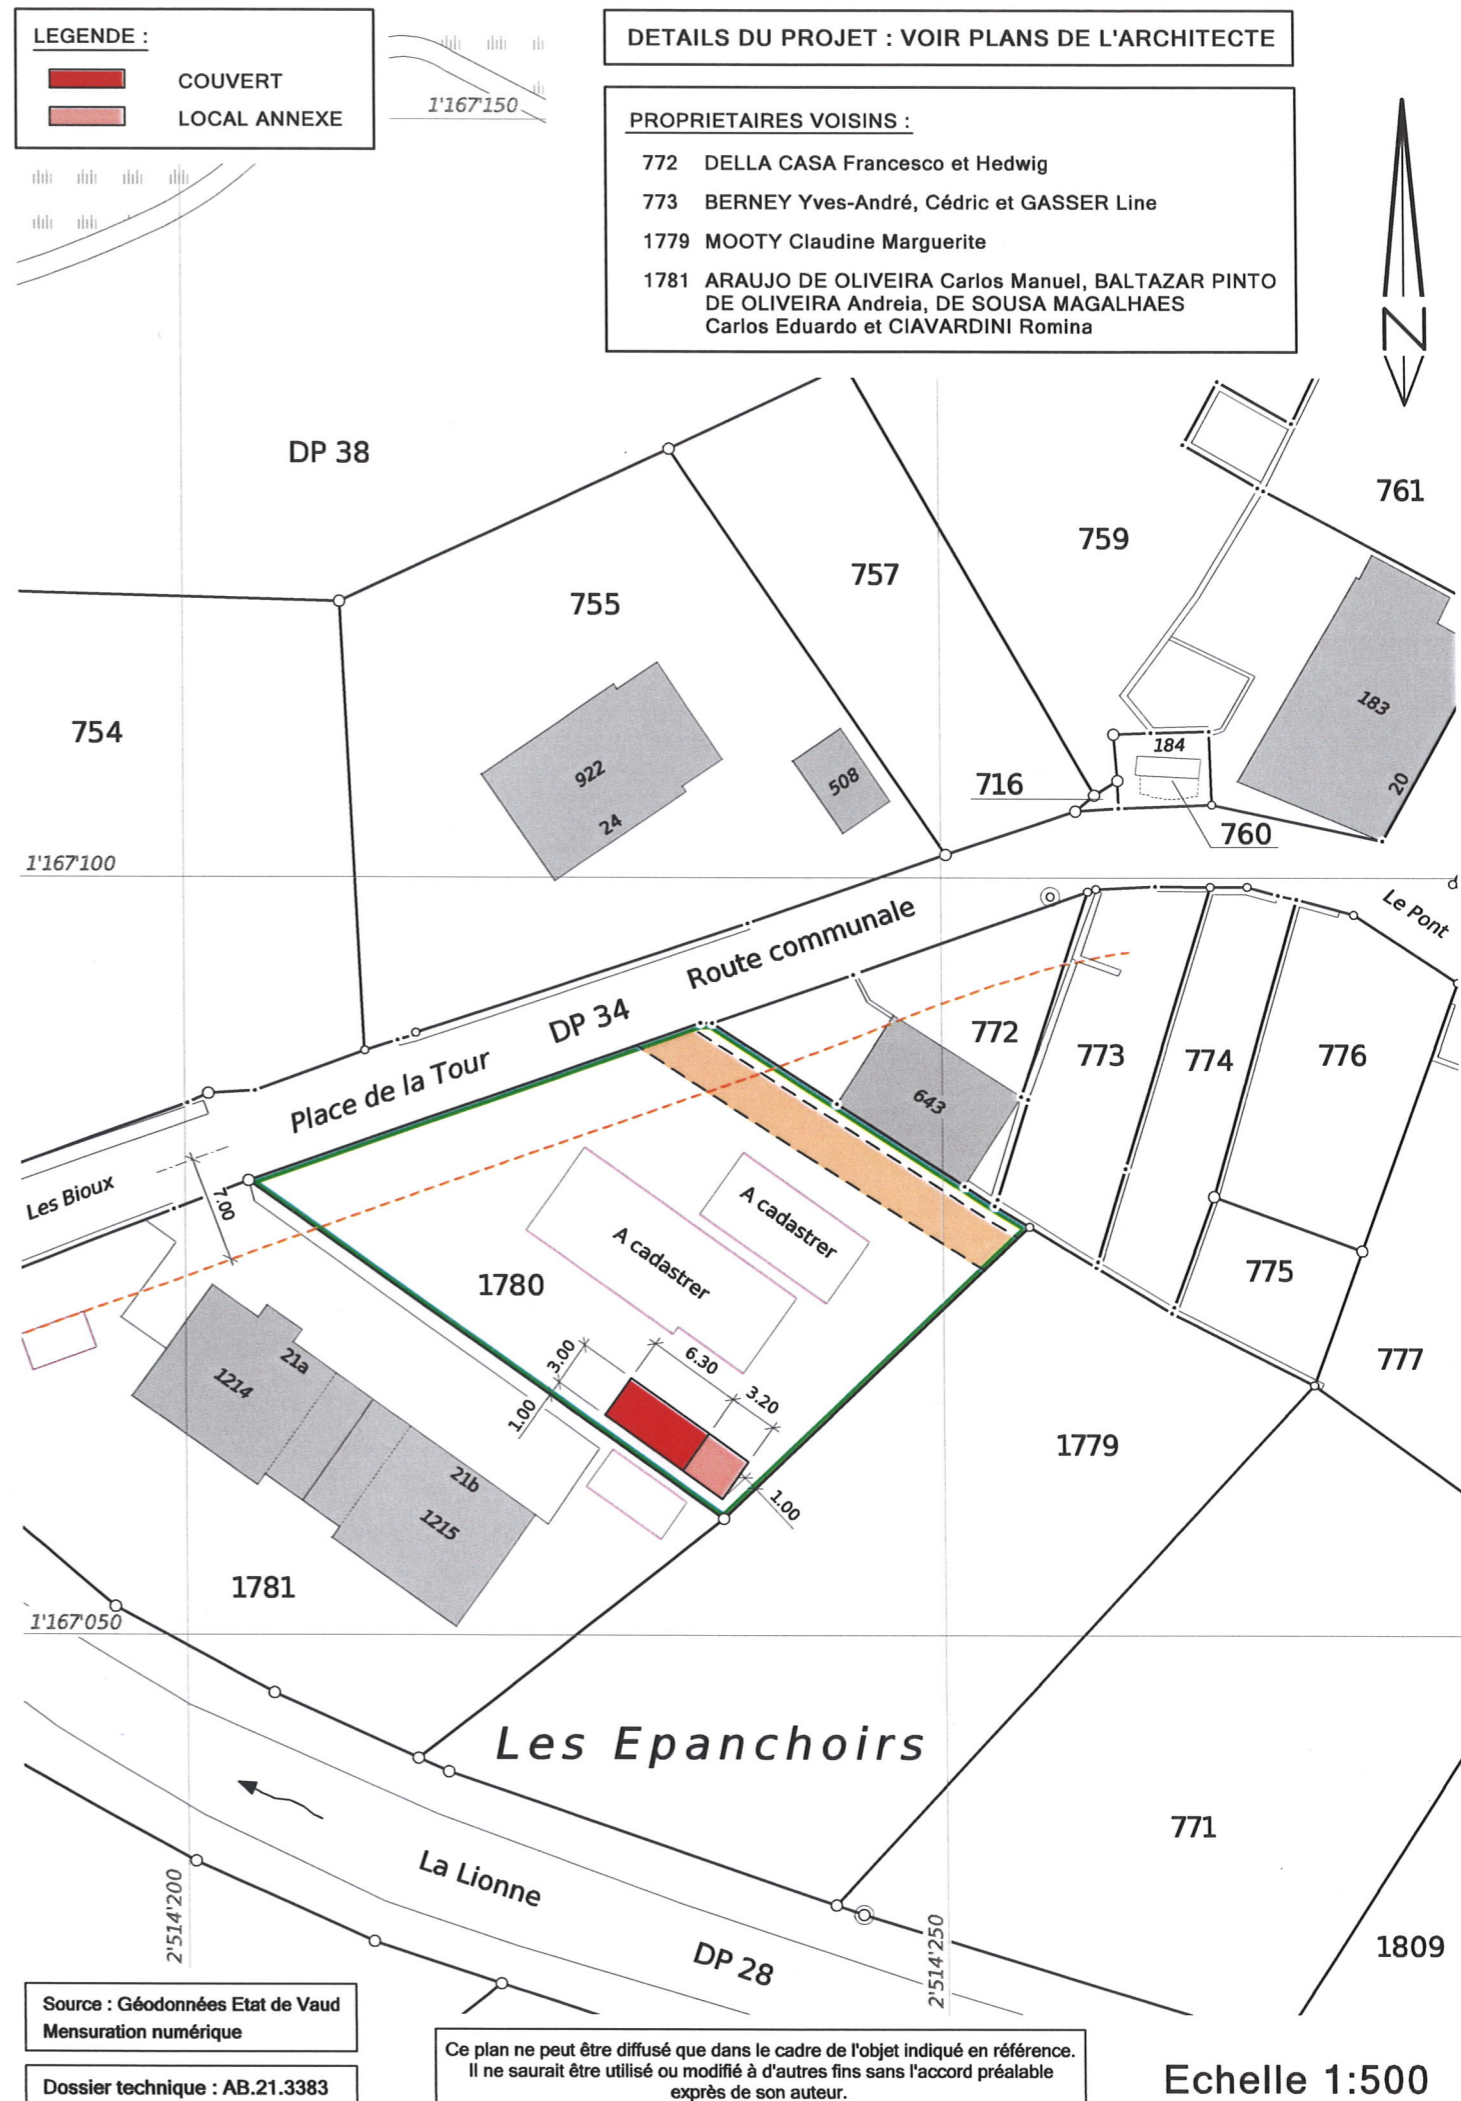 LEGENDE :
COUVERT
LOCAL ANNEXE
1'167'150
DETAILS DU PROJET : VOIR PLANS DE L'ARCHITECTE
PROPRIETAIRES VOISINS :
772 DELLA CASA Francesco et Hedwig
773 BERNEY Yves-André, Cédric et GASSER Line
1779 MOOTY Claudine Marguerite
1781 ARAUJO DE OLIVEIRA Carlos Manuel, BALTAZAR PINTO
DE OLIVEIRA Andreia, DE SOUSA MAGALHAES
Carlos Eduardo et CIAVARDINI Romina
N
DP 38
761
759
757
755
754
183
184
922
508
716
20
24
760
1'167'100
Le Pont
Route communale
DP 34
772
773
774
776
Place de la Tour
643
Les Bioux
7.00
A cadastrer
A cadastrer
1780
775
777
3.00
6.30
21a
1214
3.20
1.00
1779
21b
1215
1.00
1781
1'167'050
Les Epanchoirs
771
La Lionne
2'514'200
2'514'250
DP 28
1809
Source : Géodonnées Etat de Vaud
Mensuration numérique
Dossier technique : AB.21.3383
Ce plan ne peut être diffusé que dans le cadre de l'objet indiqué en référence.
Il ne saurait être utilisé ou modifié à d'autres fins sans l'accord préalable
exprès de son auteur.
Echelle 1:500